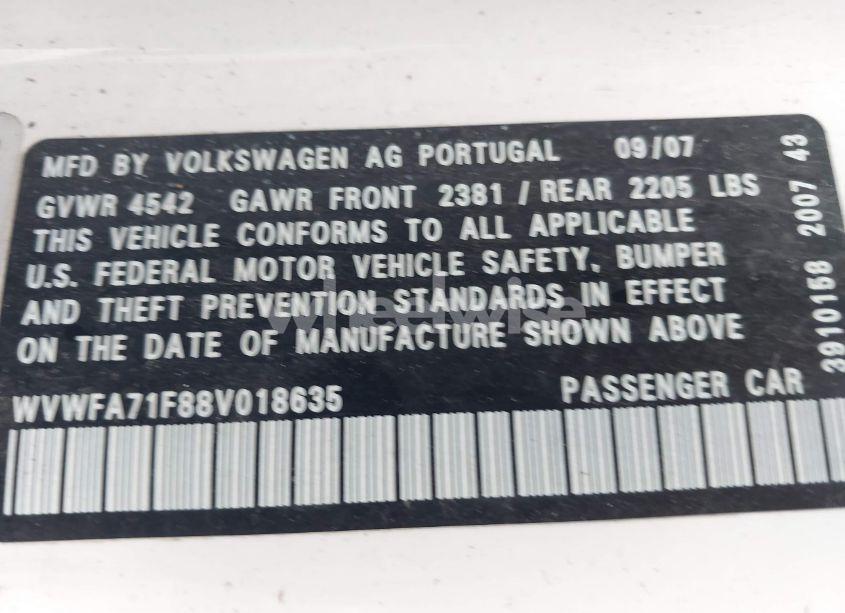 MFD BY VOLKSWAGEN AG PORTUGAL 09/07
GVWR 4542 GAWR FRONT 2381 / REAR 2205 LBS
THIS VEHICLE CONFORMS TO ALL APPLICABLE
U.S. FEDERAL MOTOR VEHICLE SAFETY, BUMPER
AND THEFT PREVENTION STANDARDS IN EFFECT
ON THE DATE OF MANUFACTURE SHOWN ABOVE
WVWFA71F88V018635 PASSENGER CAR
3910158 2007 43
wheelwise